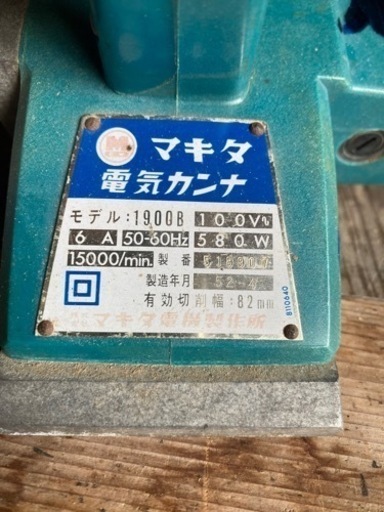 M マキタ
電気カンナ
モデル:1900B 100V
6 A 50-60Hz 580W
15000/min. 製番
製造年月 52-
有効切削幅:82mm
マキタ電機製作所
B110640